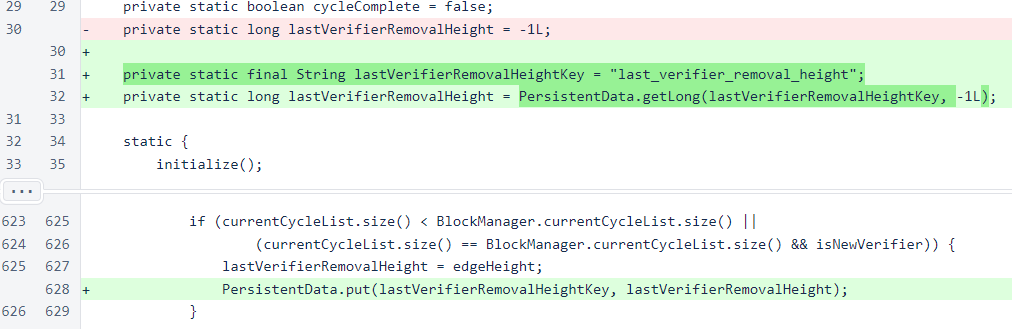 29 29 private static boolean cycleComplete = false;
30 - private static long lastVerifierRemovalHeight = -1L;
30 +
31 + private static final String lastVerifierRemovalHeightKey = "last_verifier_removal_height";
32 + private static long lastVerifierRemovalHeight = PersistentData.getLong(lastVerifierRemovalHeightKey, -1L);
31 33
32 34 static {
33 35 initialize();
...
623 625 if (currentCycleList.size() < BlockManager.currentCycleList.size() ||
624 626 (currentCycleList.size() == BlockManager.currentCycleList.size() && isNewVerifier)) {
625 627 lastVerifierRemovalHeight = edgeHeight;
628 + PersistentData.put(lastVerifierRemovalHeightKey, lastVerifierRemovalHeight);
626 629 }